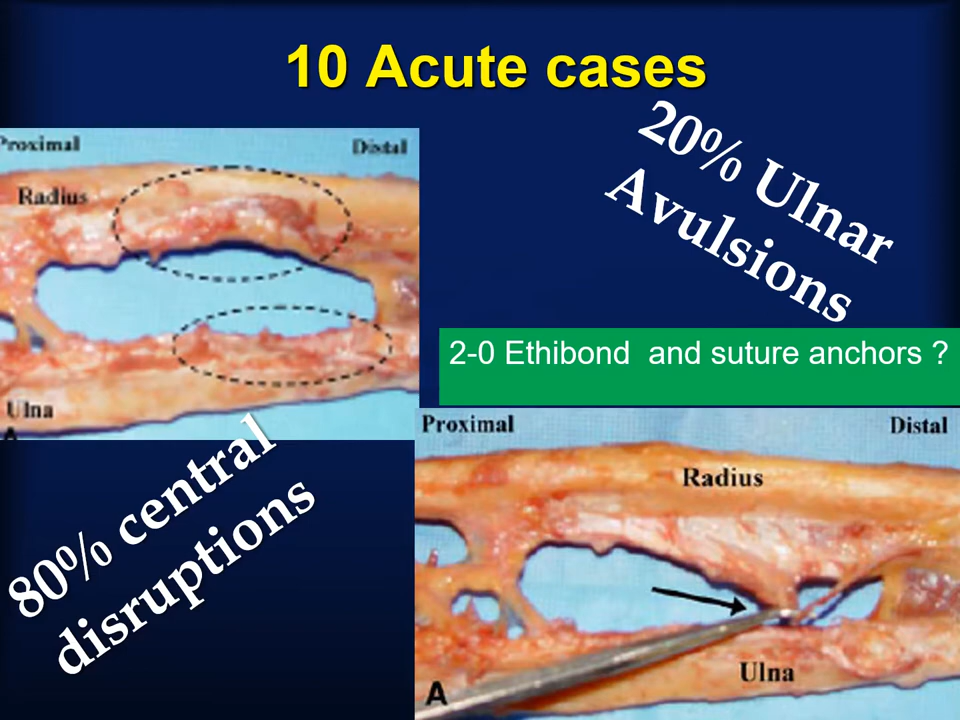 10 Acute cases
20% Ulnar
Avulsions
Proximal
Distal
Radius
Ulna
A
2-0 Ethibond and suture anchors ?
80% central
disruptions
Proximal
Distal
Radius
Ulna
A